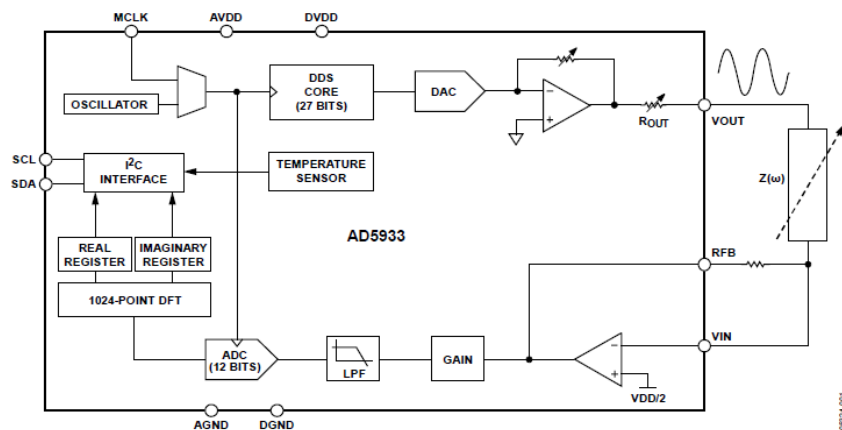 MCLK
AVDD
DVDD
OSCILLATOR
DDS
CORE
(27 BITS)
DAC
ROUT
VOUT
SCL
SDA
I2C
INTERFACE
TEMPERATURE
SENSOR
Z(ω)
REAL
REGISTER
IMAGINARY
REGISTER
AD5933
RFB
1024-POINT DFT
ADC
(12 BITS)
LPF
GAIN
VIN
VDD/2
AGND
DGND